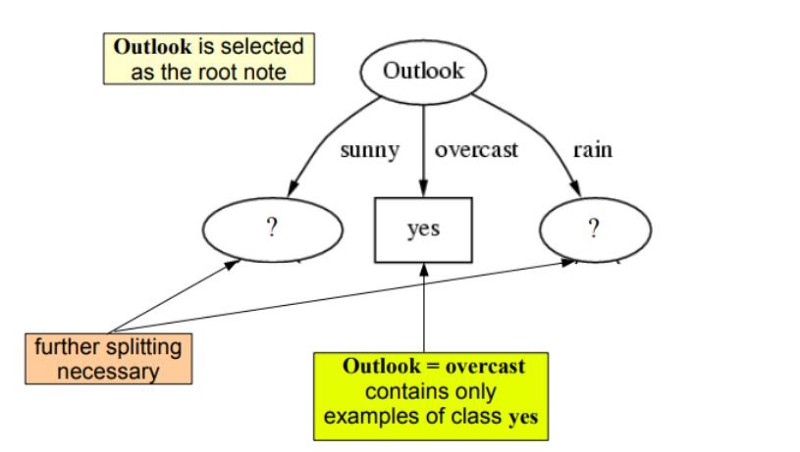 Outlook is selected
as the root note
Outlook
sunny
overcast
rain
?
yes
?
further splitting
necessary
Outlook = overcast
contains only
examples of class yes